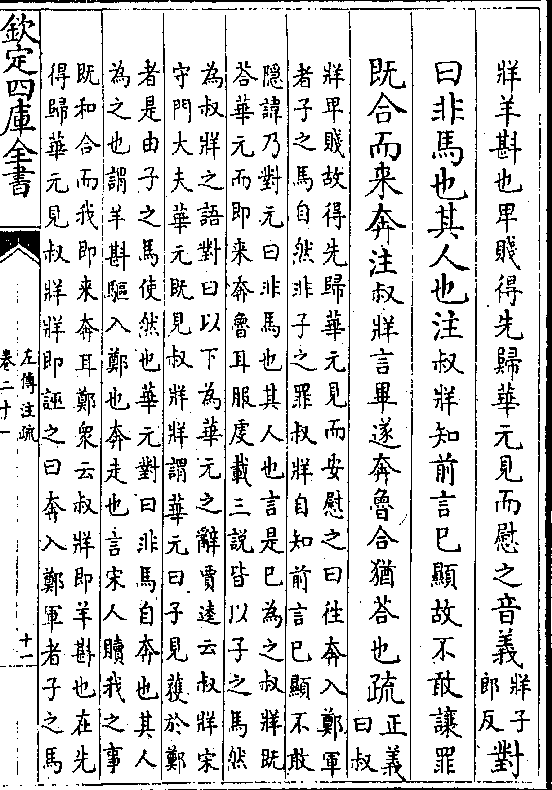 牂羊斟也卑賤得先歸華元見而慰之音義牂子郎反對
曰非馬也其人也注叔牂知前言已顯故不敢讓罪
既合而来奔注叔牂言畢遂奔魯合猶荅也疏正義曰叔
牂卑賤故得先歸華元見而安慰之曰徃奔入鄭軍
者子之馬自然非子之罪叔牂自知前言已顯不敢
隱諱乃對元曰非馬也其人也言是已為之叔牂既
荅華元而即来奔魯耳服虔載三說皆以子之馬然
為叔牂之語對曰以下為華元之辭賈逵云叔牂宋
守門大夫華元既見叔牂牂謂華元曰子見獲於鄭
者是由子之馬使然也華元對曰非馬自奔也其人
為之也謂羊斟驅入鄭也奔走也言宋人贖我之事
既和合而我即来奔耳鄭衆云叔牂即羊斟也在先
得歸華元見叔牂牂即誣之曰奔入鄭軍者子之馬
欽定四庫全書
左傳注疏
卷二十一
十一